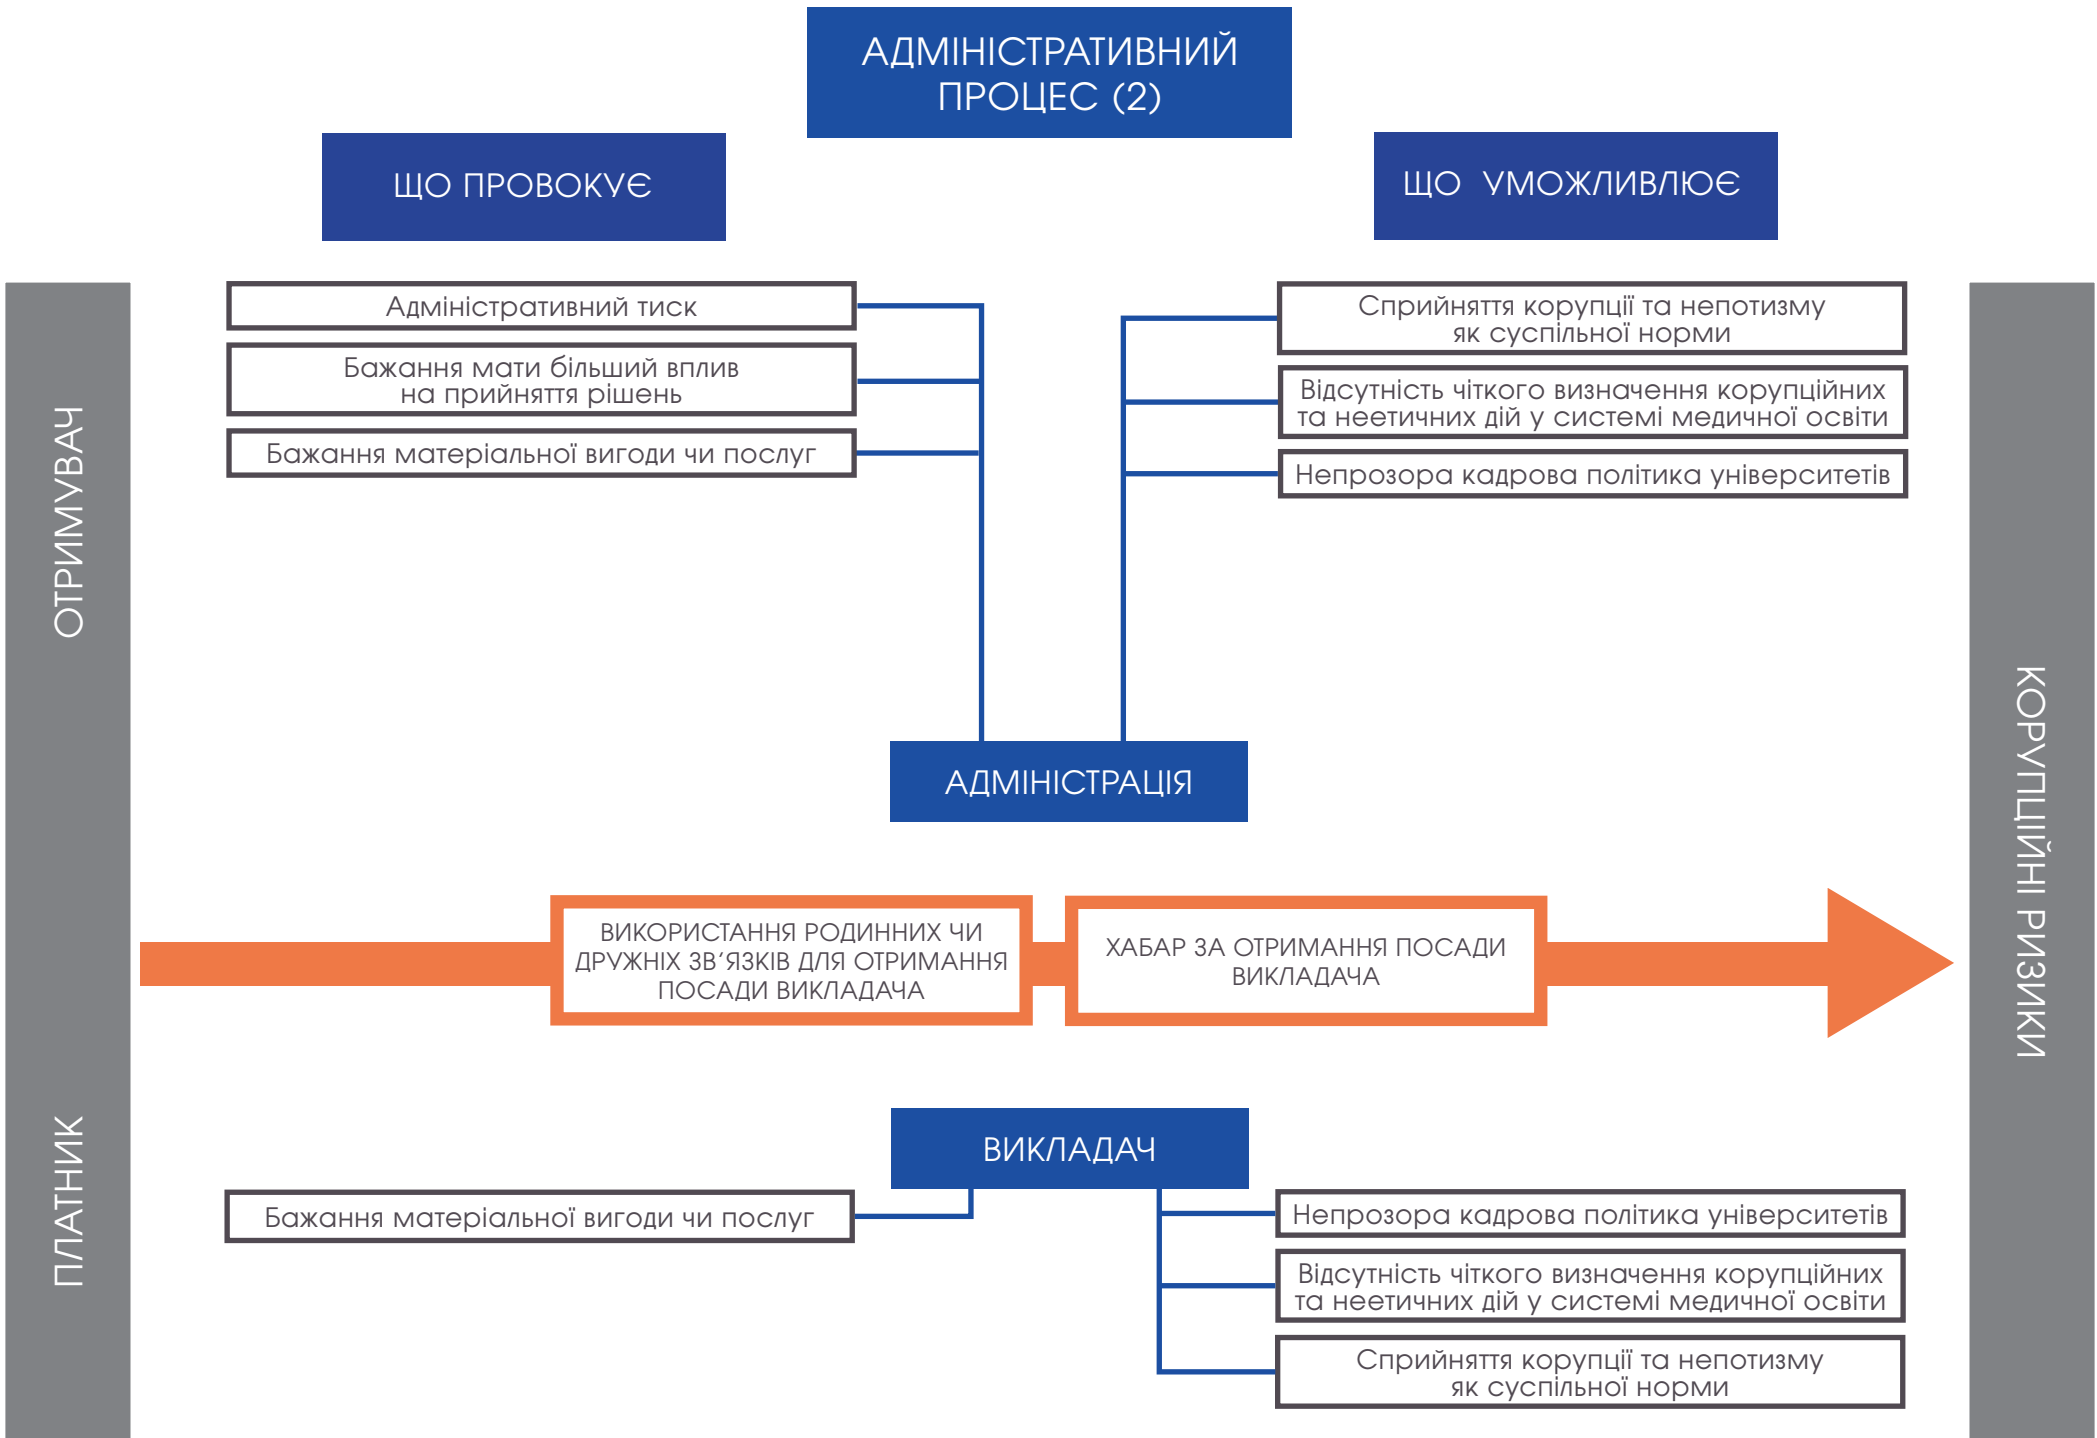 АДМІНІСТРАТИВНИЙ
ПРОЦЕС (2)
ЩО ПРОВОКУЄ
ЩО УМОЖЛИВЛЮЄ
ОТРИМУВАЧ
Адміністративний тиск
Бажання мати більший вплив
на прийняття рішень
Бажання матеріальної вигоди чи послуг
Сприйняття корупції та непотизму
як суспільної норми
Відсутність чіткого визначення корупційних
та неетичних дій у системі медичної освіти
Непрозора кадрова політика університетів
АДМІНІСТРАЦІЯ
КОРУПЦІЙНІ РИЗИКИ
ВИКОРИСТАННЯ РОДИННИХ ЧИ
ДРУЖНІХ ЗВ’ЯЗКІВ ДЛЯ ОТРИМАННЯ
ПОСАДИ ВИКЛАДАЧА
ХАБАР ЗА ОТРИМАННЯ ПОСАДИ
ВИКЛАДАЧА
ПЛАТНИК
ВИКЛАДАЧ
Бажання матеріальної вигоди чи послуг
Непрозора кадрова політика університетів
Відсутність чіткого визначення корупційних
та неетичних дій у системі медичної освіти
Сприйняття корупції та непотизму
як суспільної норми